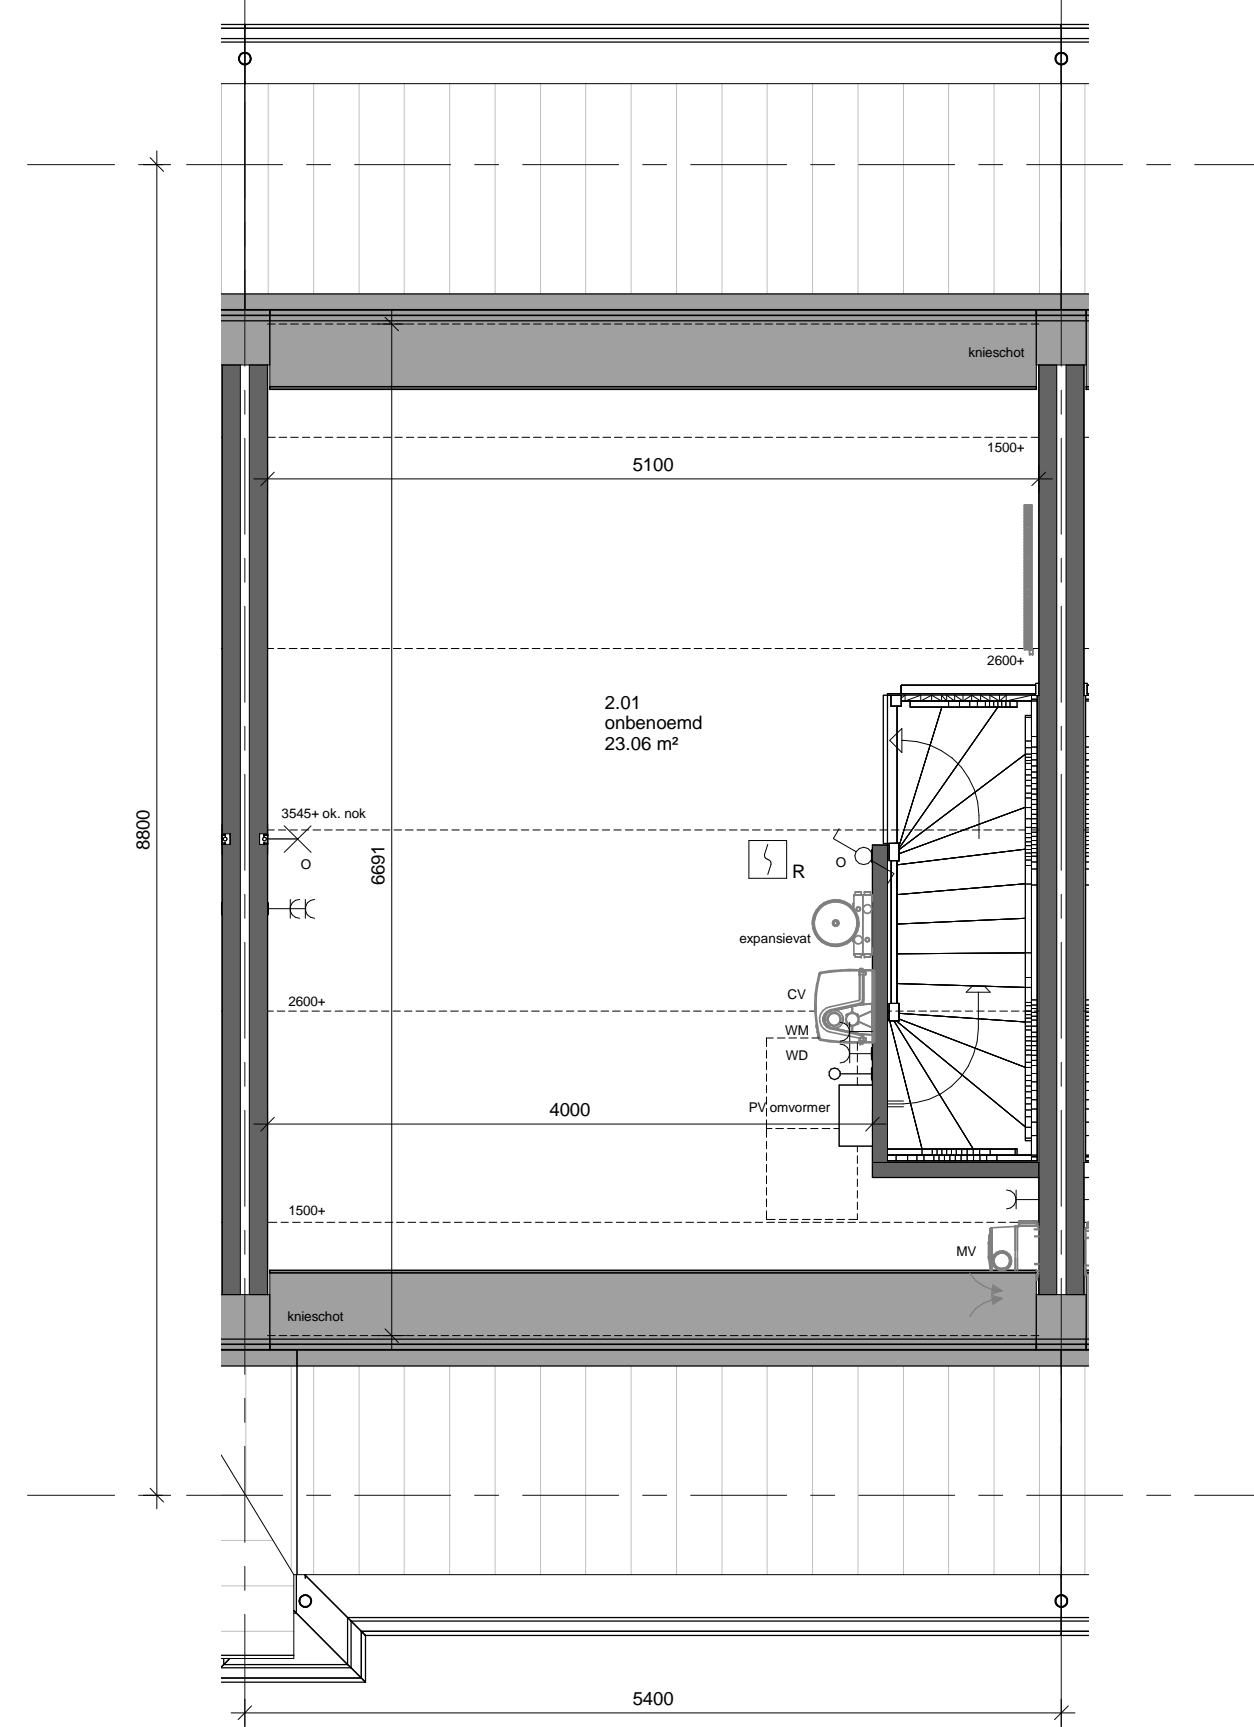 knieschot
1500+
5100
2600+
2.01
onbenoemd
23.06 m²
3545+ ok. nok
O
8800
6691
R
O
expansievat
CV
2600+
WM
WD
PV omvormer
4000
1500+
MV
knieschot
5400